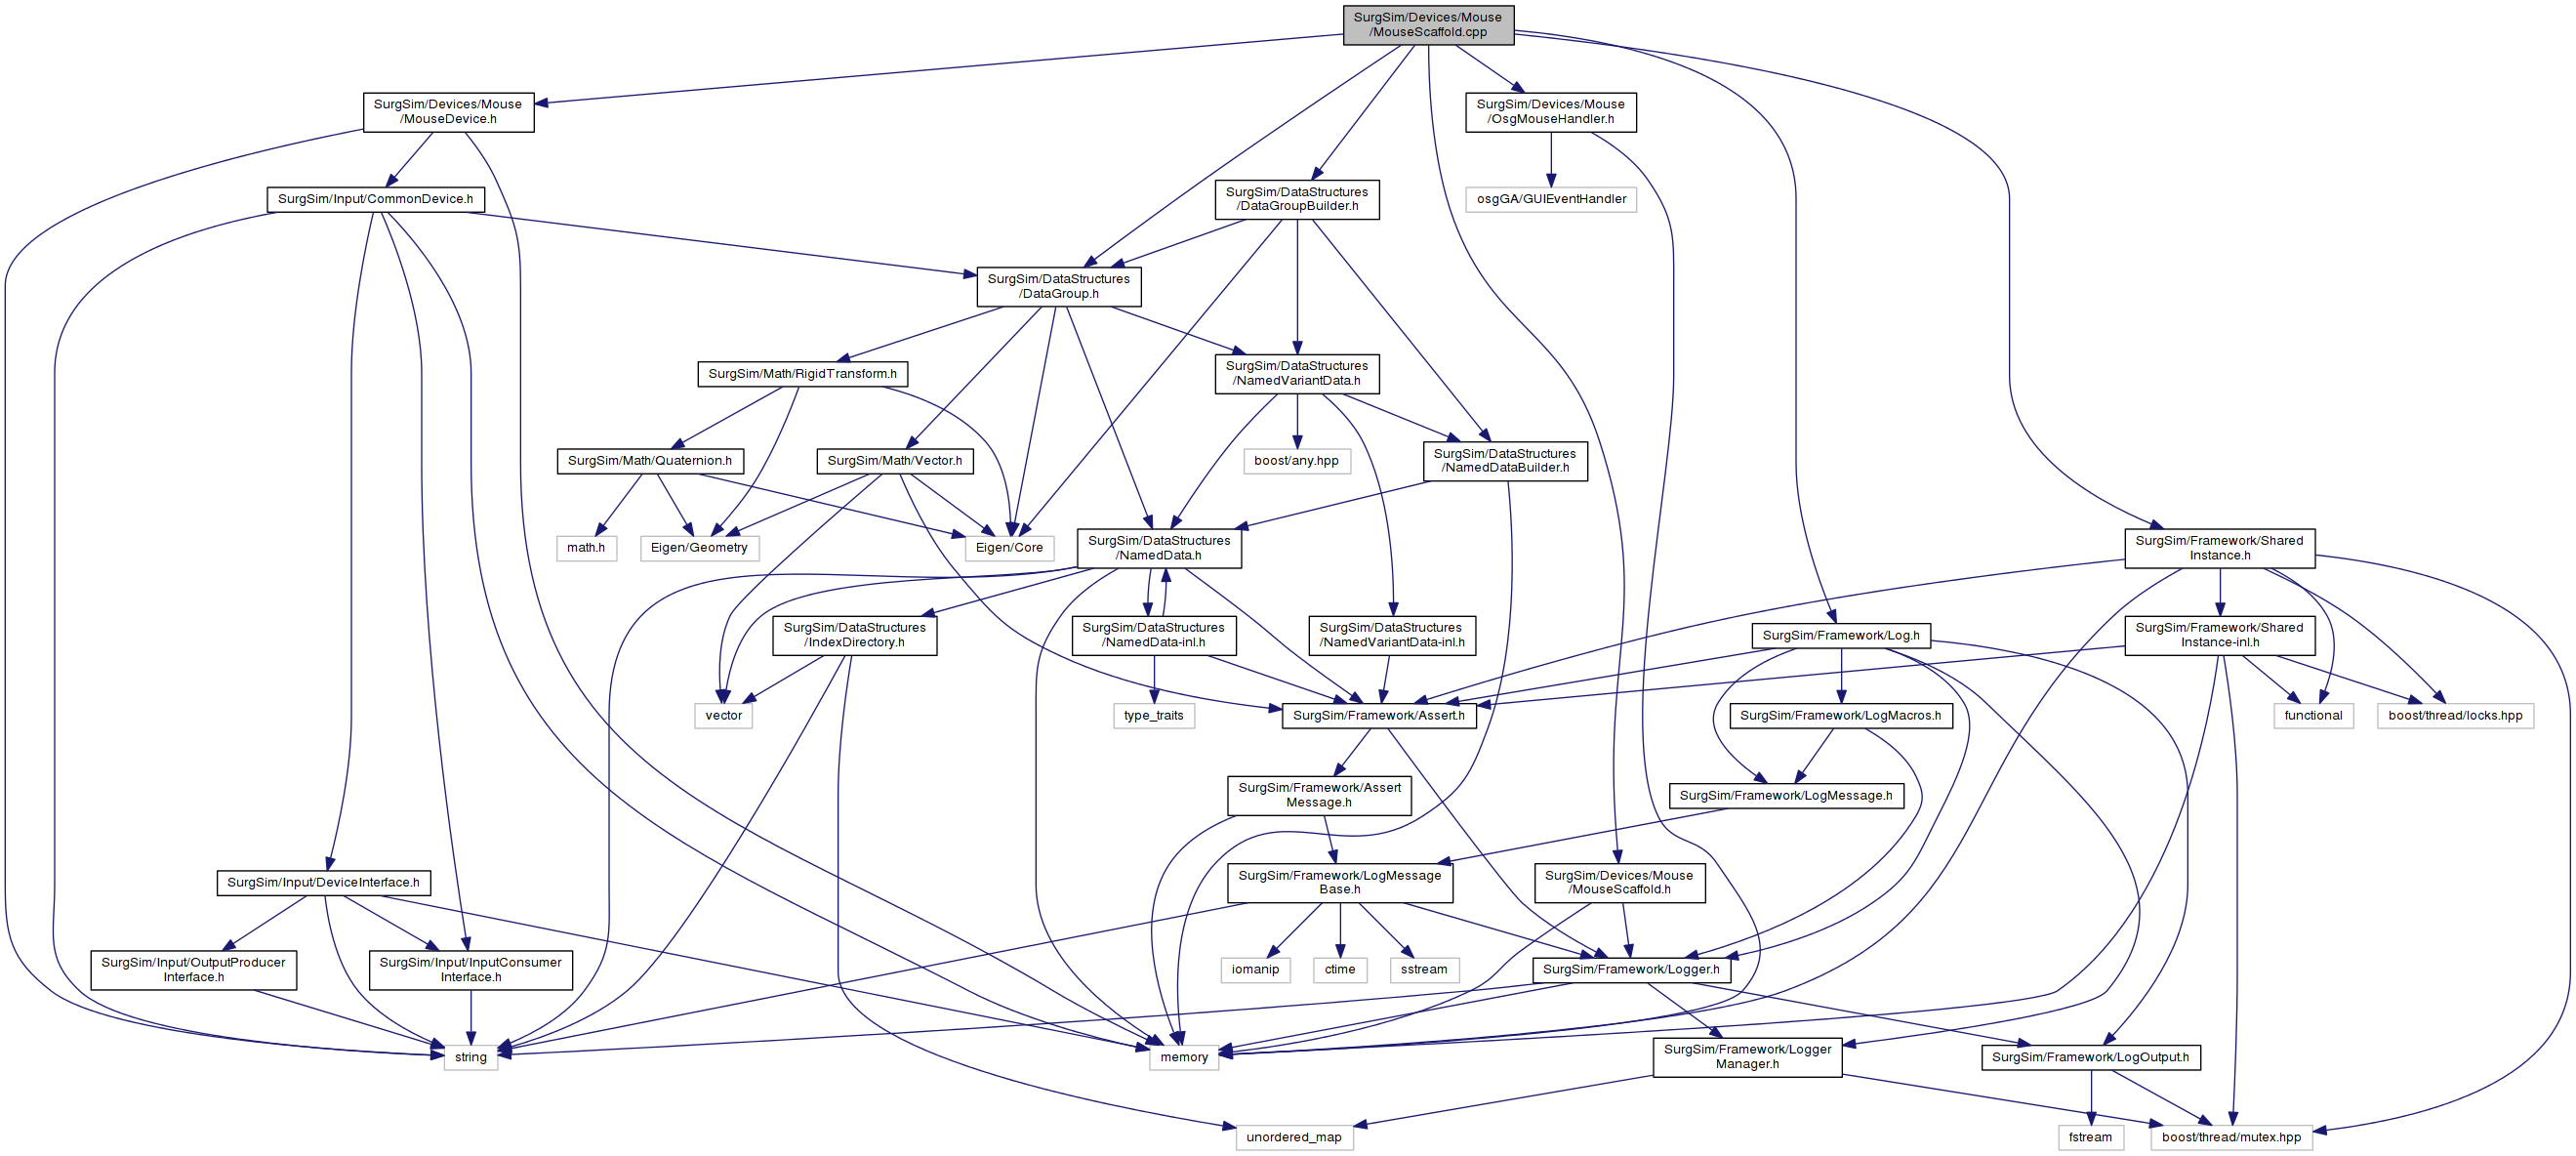 SurgSim/Devices/Mouse
/MouseScaffold.cpp
SurgSim/Devices/Mouse
/MouseDevice.h
SurgSim/Devices/Mouse
/OsgMouseHandler.h
SurgSim/Input/CommonDevice.h
SurgSim/DataStructures
/DataGroupBuilder.h
osgGA/GUIEventHandler
SurgSim/DataStructures
/DataGroup.h
SurgSim/Math/RigidTransform.h
SurgSim/DataStructures
/NamedVariantData.h
SurgSim/Math/Quaternion.h
SurgSim/Math/Vector.h
boost/any.hpp
SurgSim/DataStructures
/NamedDataBuilder.h
math.h
Eigen/Geometry
Eigen/Core
SurgSim/DataStructures
/NamedData.h
SurgSim/Framework/Shared
Instance.h
SurgSim/DataStructures
/IndexDirectory.h
SurgSim/DataStructures
/NamedData-inl.h
SurgSim/DataStructures
/NamedVariantData-inl.h
SurgSim/Framework/Log.h
SurgSim/Framework/Shared
Instance-inl.h
vector
type_traits
SurgSim/Framework/Assert.h
SurgSim/Framework/LogMacros.h
functional
boost/thread/locks.hpp
SurgSim/Framework/Assert
Message.h
SurgSim/Framework/LogMessage.h
SurgSim/Input/DeviceInterface.h
SurgSim/Framework/LogMessage
Base.h
SurgSim/Devices/Mouse
/MouseScaffold.h
SurgSim/Input/OutputProducer
Interface.h
SurgSim/Input/InputConsumer
Interface.h
iomanip
ctime
sstream
SurgSim/Framework/Logger.h
string
memory
SurgSim/Framework/Logger
Manager.h
SurgSim/Framework/LogOutput.h
unordered_map
fstream
boost/thread/mutex.hpp